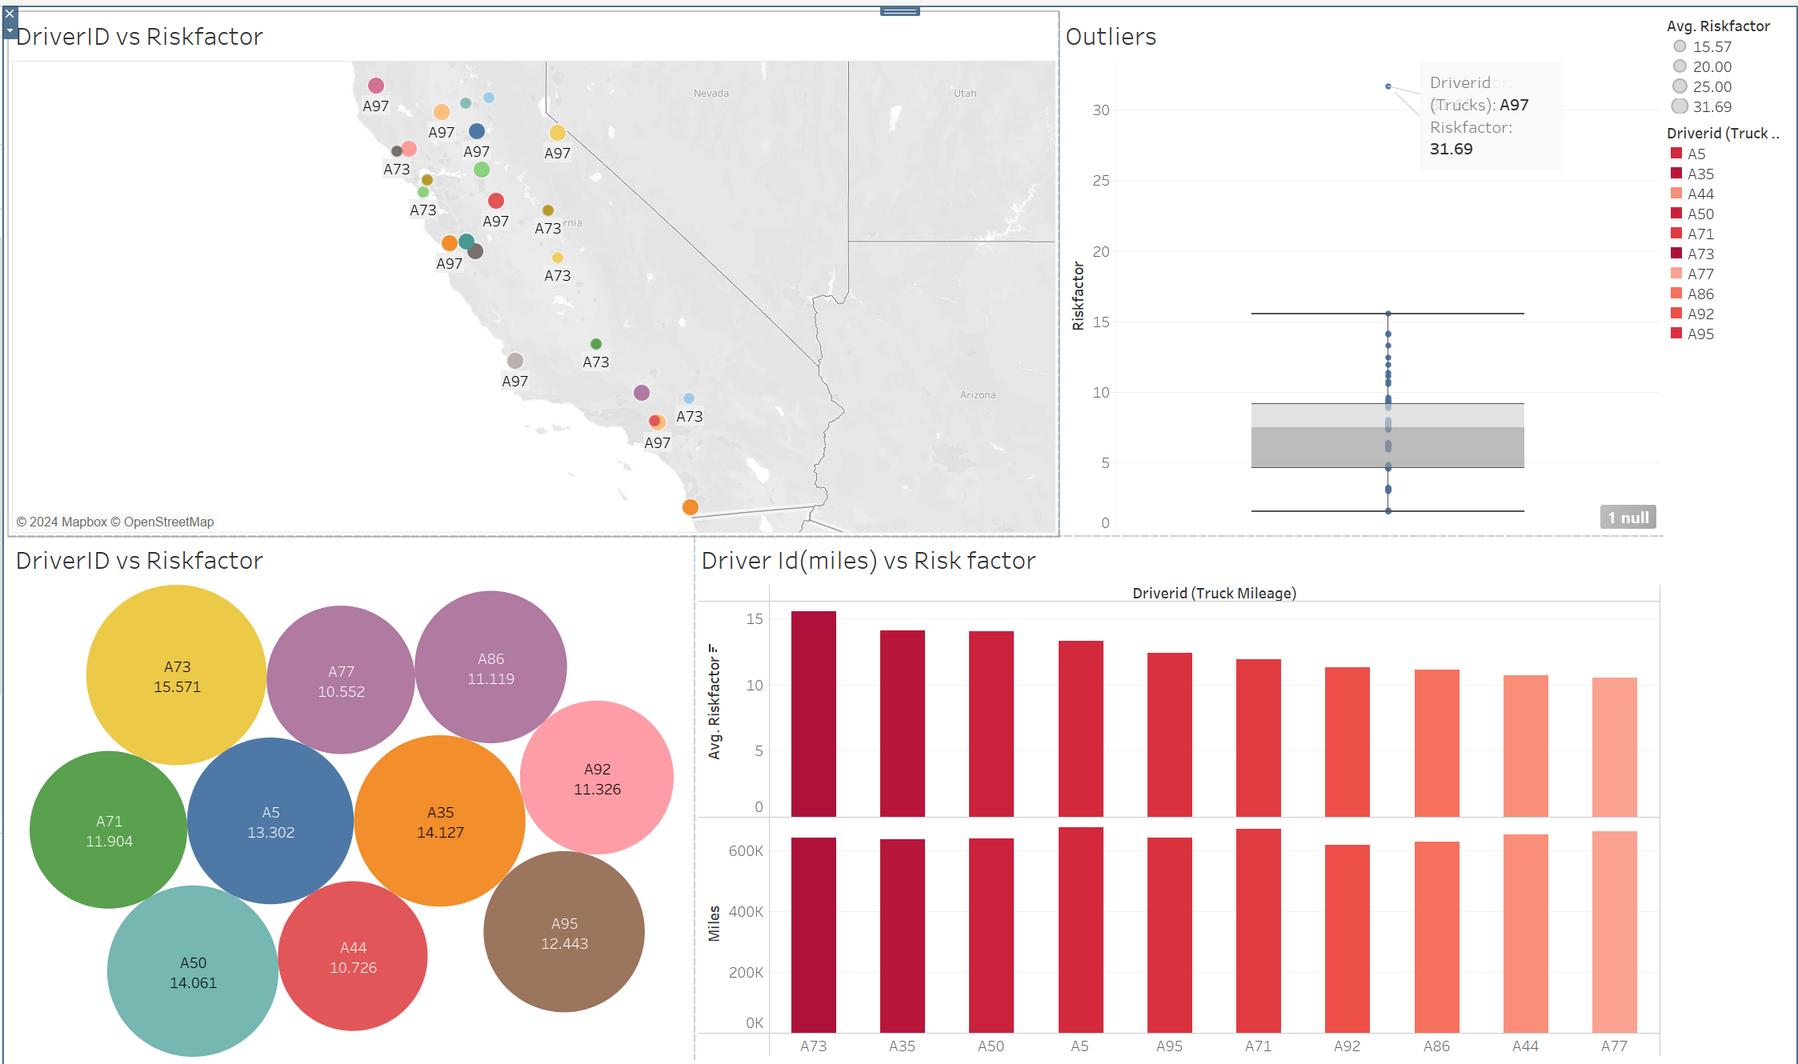 DriverID vs Riskfactor
A97
A97
A97
A97
A73
A73
A97
A73
A97
A73
A73
A97
A73
A97
Nevada
Utah
Arizona
© 2024 Mapbox © OpenStreetMap
Outliers
Riskfactor
30
25
20
15
10
5
0
Driverid
(Trucks): A97
Riskfactor:
31.69
1 null
Avg. Riskfactor
15.57
20.00
25.00
31.69
Driverid (Truck ..
A5
A35
A44
A50
A71
A73
A77
A86
A92
A95
DriverID vs Riskfactor
A73
15.571
A77
10.552
A86
11.119
A92
11.326
A71
11.904
A5
13.302
A35
14.127
A95
12.443
A50
14.061
A44
10.726
Driver Id(miles) vs Risk factor
Driverid (Truck Mileage)
Avg. Riskfactor
15
10
5
0
Miles
600K
400K
200K
0K
A73 A35 A50 A5 A95 A71 A92 A86 A44 A77